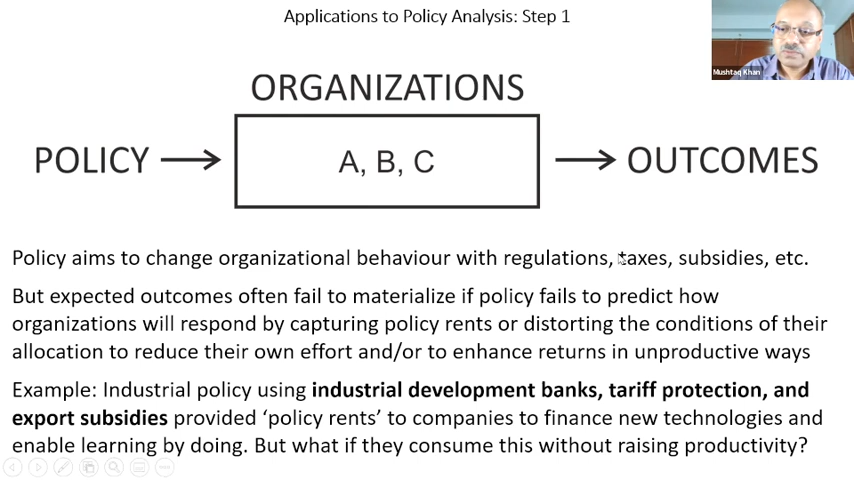 Applications to Policy Analysis: Step 1
Mushtaq Khan
ORGANIZATIONS
POLICY
A, B, C
OUTCOMES
Policy aims to change organizational behaviour with regulations, taxes, subsidies, etc.
But expected outcomes often fail to materialize if policy fails to predict how
organizations will respond by capturing policy rents or distorting the conditions of their
allocation to reduce their own effort and/or to enhance returns in unproductive ways
Example: Industrial policy using industrial development banks, tariff protection, and
export subsidies provided ‘policy rents’ to companies to finance new technologies and
enable learning by doing. But what if they consume this without raising productivity?